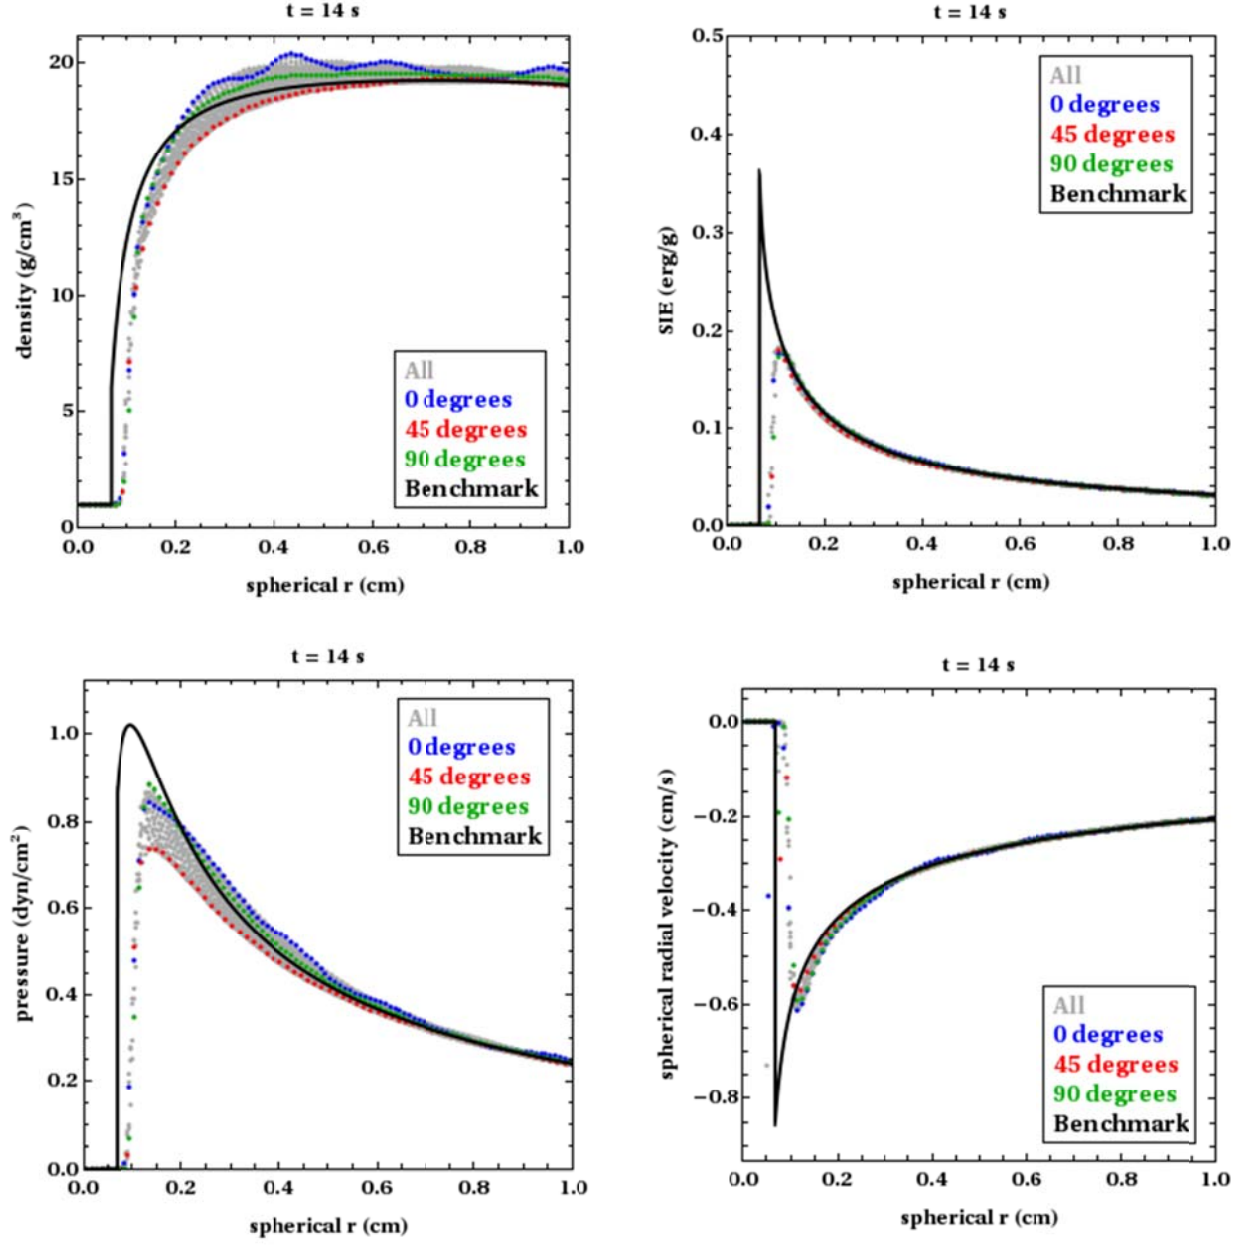 t = 14 s
density (g/cm³)
20
15
10
5
0
0.0 0.2 0.4 0.6 0.8 1.0
spherical r (cm)
All
0 degrees
45 degrees
90 degrees
Benchmark
t = 14 s
SIE (erg/g)
0.5
0.4
0.3
0.2
0.1
0.0
0.0 0.2 0.4 0.6 0.8 1.0
spherical r (cm)
All
0 degrees
45 degrees
90 degrees
Benchmark
t = 14 s
pressure (dyn/cm²)
1.0
0.8
0.6
0.4
0.2
0.0
0.0 0.2 0.4 0.6 0.8 1.0
spherical r (cm)
All
0 degrees
45 degrees
90 degrees
Benchmark
t = 14 s
spherical radial velocity (cm/s)
0.0
−0.2
−0.4
−0.6
−0.8
0.0 0.2 0.4 0.6 0.8 1.0
spherical r (cm)
All
0 degrees
45 degrees
90 degrees
Benchmark